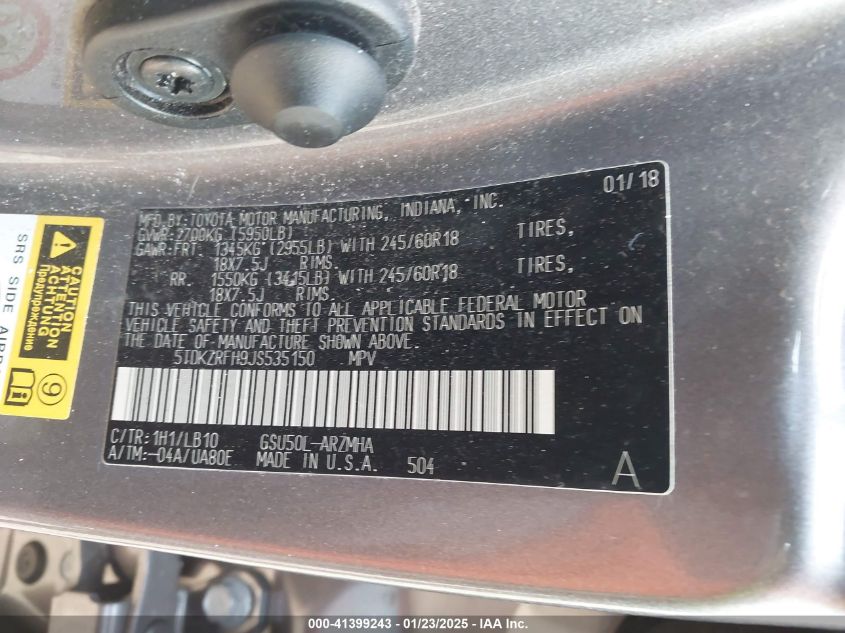 01/18
MFD.BY:TOYOTA MOTOR MANUFACTURING, INDIANA, INC.
GVWR:2700KG (5950LB)
GAWR:FRT. 1345KG (2955LB) WITH 245/60R18 TIRES,
18X7.5J RIMS.
RR. 1550KG (3415LB) WITH 245/60R18 TIRES,
18X7.5J RIMS.
THIS VEHICLE CONFORMS TO ALL APPLICABLE FEDERAL MOTOR
VEHICLE SAFETY AND THEFT PREVENTION STANDARDS IN EFFECT ON
THE DATE OF MANUFACTURE SHOWN ABOVE.
5TDKZRFH9JS535150 MPV
C/TR:1H1/LB10 GSU50L-ARZMHA
A/TM:-04A/UA80E MADE IN U.S.A. 504
A
SRS SIDE
CAUTION
ATTENTION
ACHTUNG
Предупреждение
9
000-41399243 - 01/23/2025 - IAA Inc.